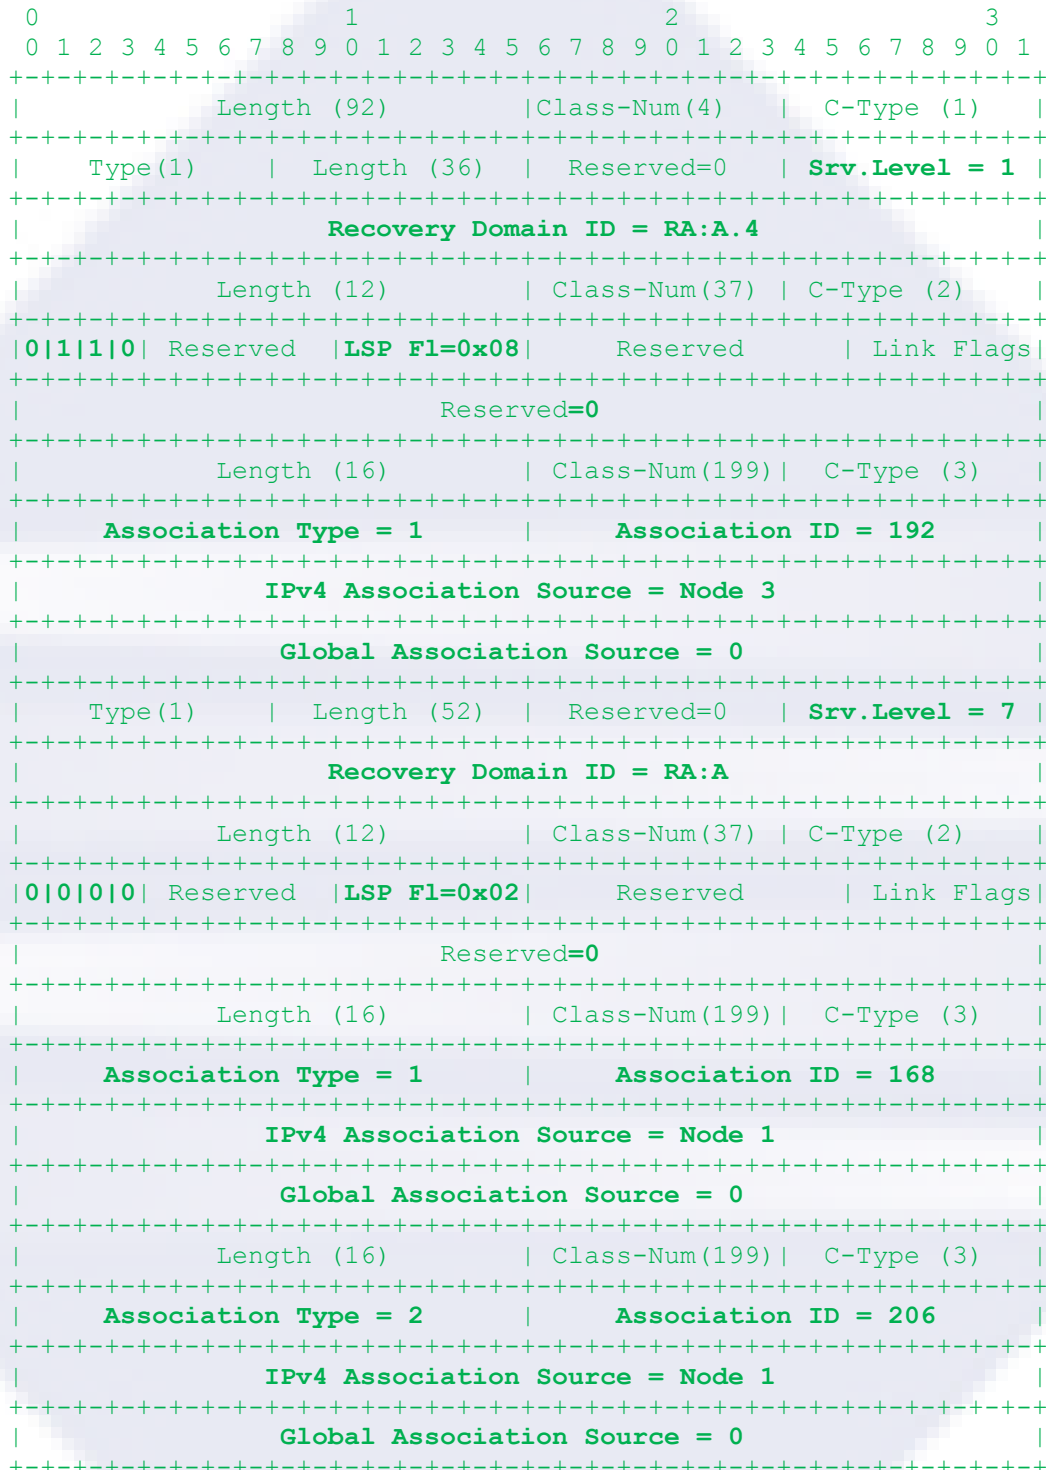 0                   1                   2                   3
0 1 2 3 4 5 6 7 8 9 0 1 2 3 4 5 6 7 8 9 0 1 2 3 4 5 6 7 8 9 0 1
+-+-+-+-+-+-+-+-+-+-+-+-+-+-+-+-+-+-+-+-+-+-+-+-+-+-+-+-+-+-+-+-+
|            Length (92)        |Class-Num(4)   |  C-Type (1)   |
+-+-+-+-+-+-+-+-+-+-+-+-+-+-+-+-+-+-+-+-+-+-+-+-+-+-+-+-+-+-+-+-+
|    Type(1)    |  Length (36)  |  Reserved=0   | Srv.Level = 1 |
+-+-+-+-+-+-+-+-+-+-+-+-+-+-+-+-+-+-+-+-+-+-+-+-+-+-+-+-+-+-+-+-+
|                   Recovery Domain ID = RA:A.4                 |
+-+-+-+-+-+-+-+-+-+-+-+-+-+-+-+-+-+-+-+-+-+-+-+-+-+-+-+-+-+-+-+-+
|            Length (12)        | Class-Num(37) | C-Type (2)    |
+-+-+-+-+-+-+-+-+-+-+-+-+-+-+-+-+-+-+-+-+-+-+-+-+-+-+-+-+-+-+-+-+
|0|1|1|0| Reserved  |LSP Fl=0x08|     Reserved      | Link Flags|
+-+-+-+-+-+-+-+-+-+-+-+-+-+-+-+-+-+-+-+-+-+-+-+-+-+-+-+-+-+-+-+-+
|                          Reserved=0                           |
+-+-+-+-+-+-+-+-+-+-+-+-+-+-+-+-+-+-+-+-+-+-+-+-+-+-+-+-+-+-+-+-+
|            Length (16)        | Class-Num(199)|  C-Type (3)   |
+-+-+-+-+-+-+-+-+-+-+-+-+-+-+-+-+-+-+-+-+-+-+-+-+-+-+-+-+-+-+-+-+
|     Association Type = 1      |     Association ID = 192      |
+-+-+-+-+-+-+-+-+-+-+-+-+-+-+-+-+-+-+-+-+-+-+-+-+-+-+-+-+-+-+-+-+
|               IPv4 Association Source = Node 3                |
+-+-+-+-+-+-+-+-+-+-+-+-+-+-+-+-+-+-+-+-+-+-+-+-+-+-+-+-+-+-+-+-+
|                Global Association Source = 0                  |
+-+-+-+-+-+-+-+-+-+-+-+-+-+-+-+-+-+-+-+-+-+-+-+-+-+-+-+-+-+-+-+-+
|    Type(1)    |  Length (52)  |  Reserved=0   | Srv.Level = 7 |
+-+-+-+-+-+-+-+-+-+-+-+-+-+-+-+-+-+-+-+-+-+-+-+-+-+-+-+-+-+-+-+-+
|                   Recovery Domain ID = RA:A                   |
+-+-+-+-+-+-+-+-+-+-+-+-+-+-+-+-+-+-+-+-+-+-+-+-+-+-+-+-+-+-+-+-+
|            Length (12)        | Class-Num(37) | C-Type (2)    |
+-+-+-+-+-+-+-+-+-+-+-+-+-+-+-+-+-+-+-+-+-+-+-+-+-+-+-+-+-+-+-+-+
|0|0|0|0| Reserved  |LSP Fl=0x02|     Reserved      | Link Flags|
+-+-+-+-+-+-+-+-+-+-+-+-+-+-+-+-+-+-+-+-+-+-+-+-+-+-+-+-+-+-+-+-+
|                          Reserved=0                           |
+-+-+-+-+-+-+-+-+-+-+-+-+-+-+-+-+-+-+-+-+-+-+-+-+-+-+-+-+-+-+-+-+
|            Length (16)        | Class-Num(199)|  C-Type (3)   |
+-+-+-+-+-+-+-+-+-+-+-+-+-+-+-+-+-+-+-+-+-+-+-+-+-+-+-+-+-+-+-+-+
|     Association Type = 1      |     Association ID = 168      |
+-+-+-+-+-+-+-+-+-+-+-+-+-+-+-+-+-+-+-+-+-+-+-+-+-+-+-+-+-+-+-+-+
|               IPv4 Association Source = Node 1                |
+-+-+-+-+-+-+-+-+-+-+-+-+-+-+-+-+-+-+-+-+-+-+-+-+-+-+-+-+-+-+-+-+
|                Global Association Source = 0                  |
+-+-+-+-+-+-+-+-+-+-+-+-+-+-+-+-+-+-+-+-+-+-+-+-+-+-+-+-+-+-+-+-+
|            Length (16)        | Class-Num(199)|  C-Type (3)   |
+-+-+-+-+-+-+-+-+-+-+-+-+-+-+-+-+-+-+-+-+-+-+-+-+-+-+-+-+-+-+-+-+
|     Association Type = 2      |     Association ID = 206      |
+-+-+-+-+-+-+-+-+-+-+-+-+-+-+-+-+-+-+-+-+-+-+-+-+-+-+-+-+-+-+-+-+
|               IPv4 Association Source = Node 1                |
+-+-+-+-+-+-+-+-+-+-+-+-+-+-+-+-+-+-+-+-+-+-+-+-+-+-+-+-+-+-+-+-+
|                Global Association Source = 0                  |
+-+-+-+-+-+-+-+-+-+-+-+-+-+-+-+-+-+-+-+-+-+-+-+-+-+-+-+-+-+-+-+-+